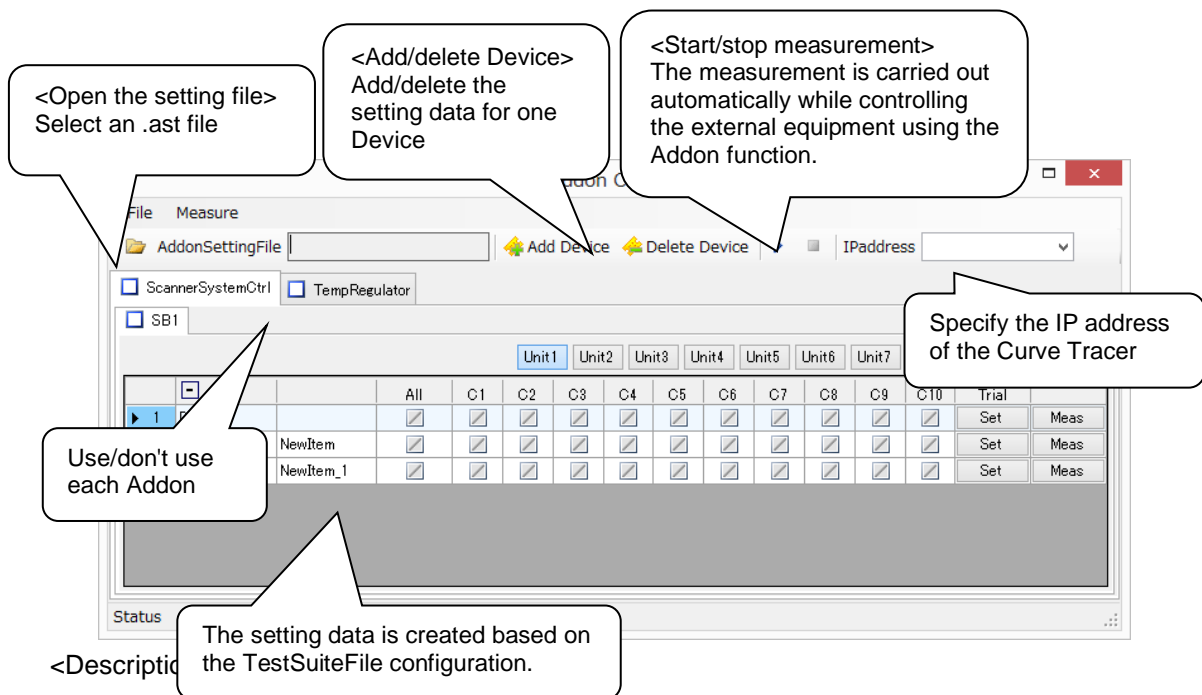 <Open the setting file>
Select an .ast file
<Add/delete Device>
Add/delete the
setting data for one
Device
<Start/stop measurement>
The measurement is carried out
automatically while controlling
the external equipment using the
Addon function.
File Measure
AddonSettingFile Add Device Delete Device IPaddress
ScannerSystemCtrl TempRegulator
SB1
Specify the IP address
of the Curve Tracer
Unit1 Unit2 Unit3 Unit4 Unit5 Unit6 Unit7
All C1 C2 C3 C4 C5 C6 C7 C8 C9 C10 Trial
1 Set Meas
NewItem Set Meas
NewItem_1 Set Meas
Use/don't use
each Addon
Status
The setting data is created based on
the TestSuiteFile configuration.